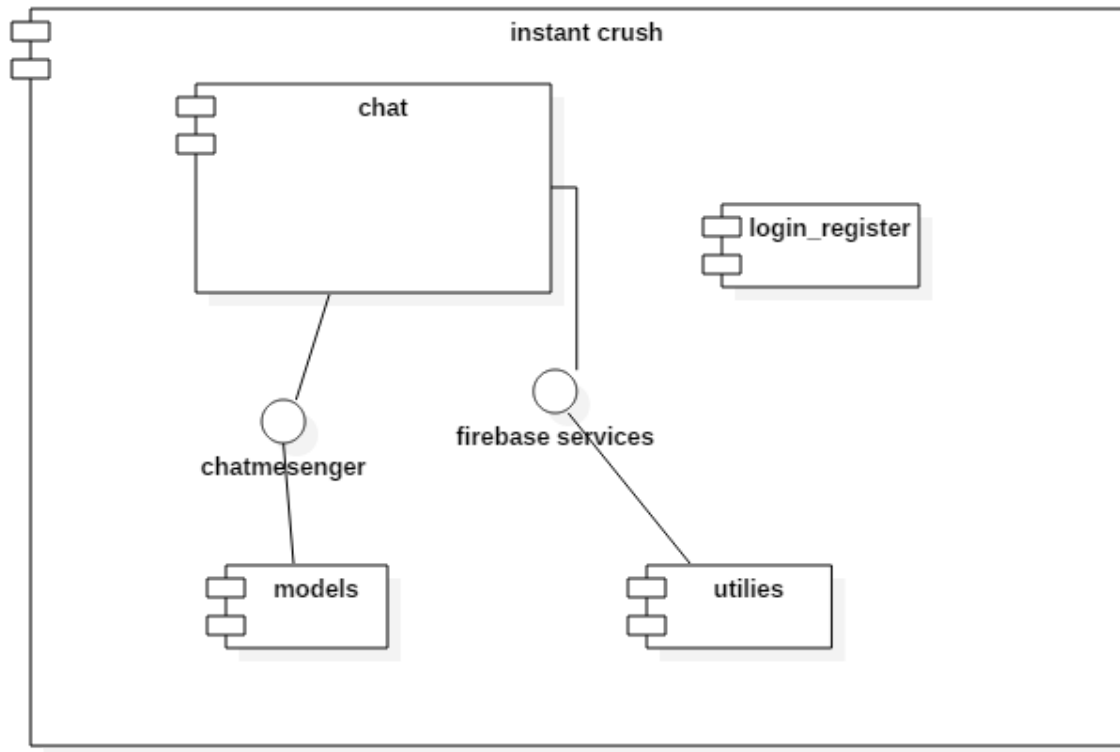 instant crush
chat
login_register
firebase services
chatmesenger
models
utilies